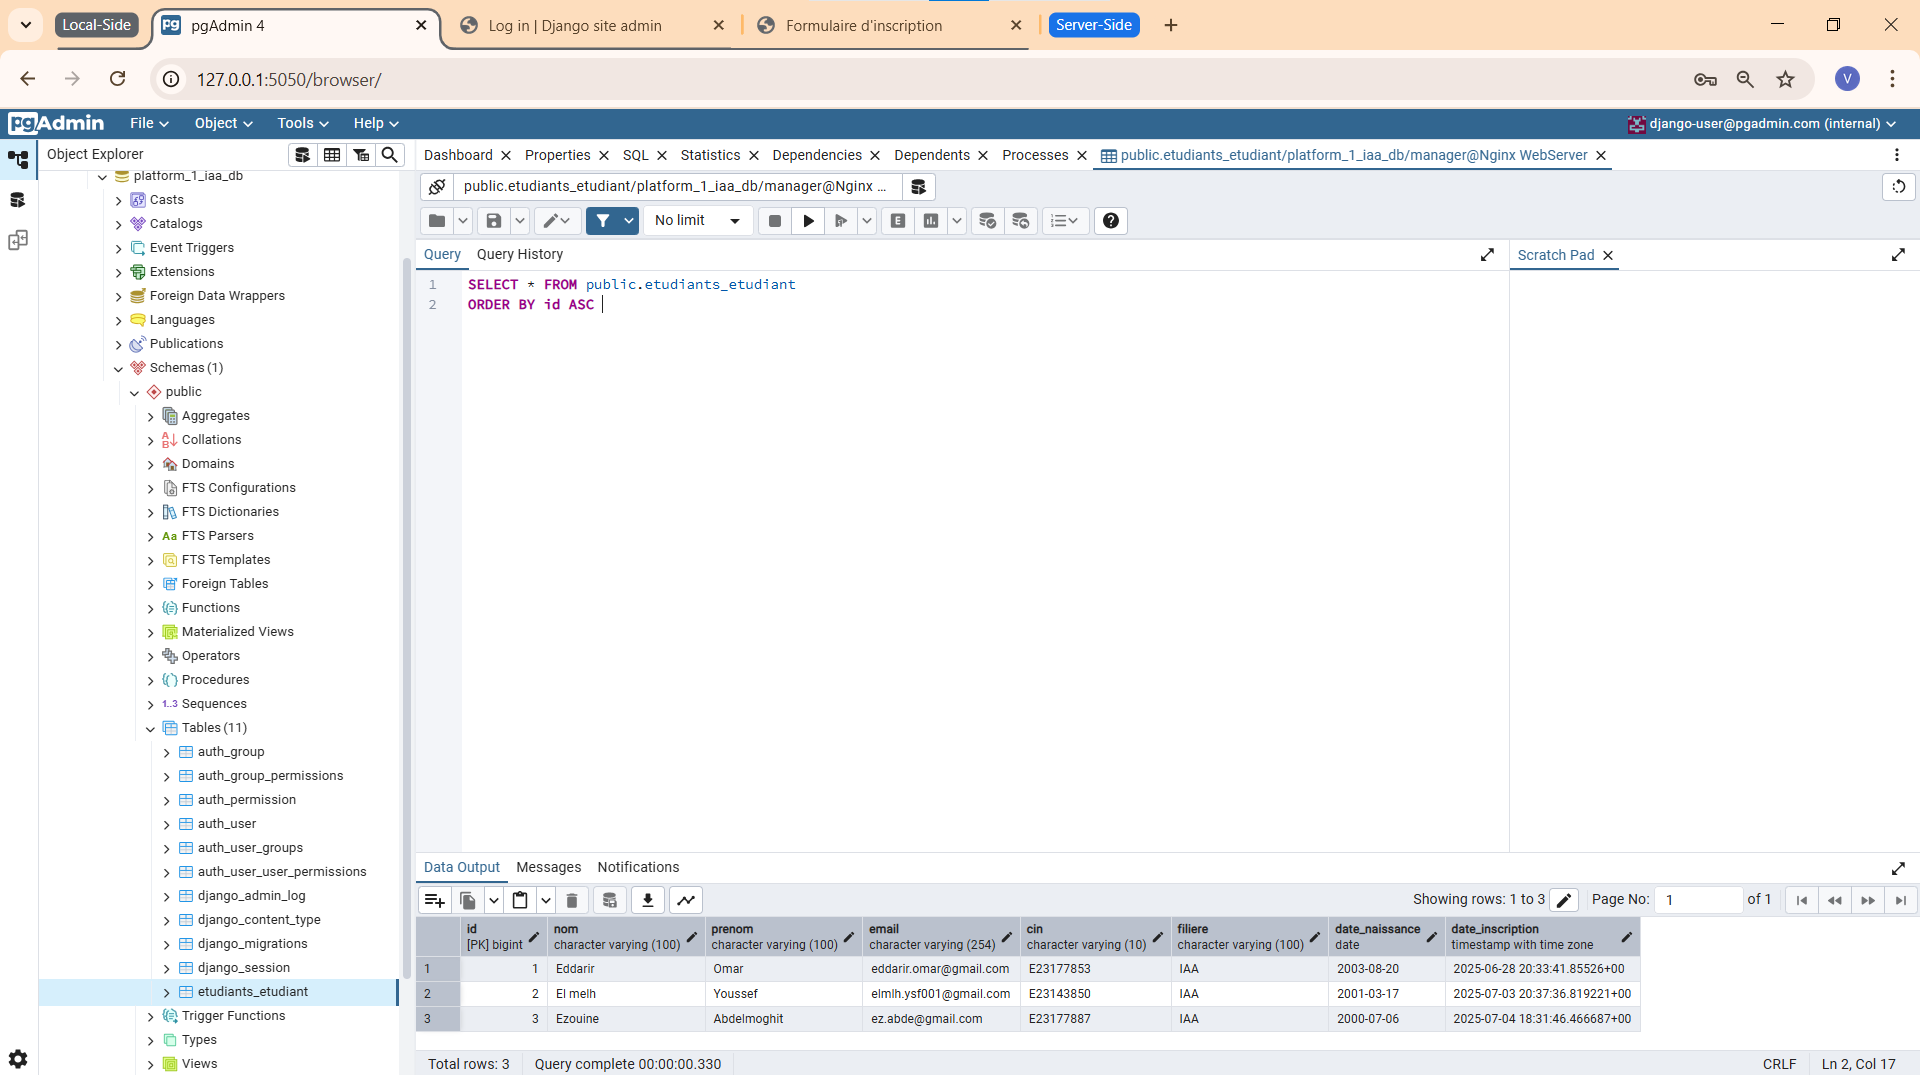 Local-Side
pgAdmin 4
Log in | Django site admin
Formulaire d'inscription
Server-Side
127.0.0.1:5050/browser/
V
pgAdmin
File
Object
Tools
Help
django-user@pgadmin.com (internal)
Object Explorer
Dashboard
Properties
SQL
Statistics
Dependencies
Dependents
Processes
public.etudiants_etudiant/platform_1_iaa_db/manager@Nginx WebServer
platform_1_iaa_db
Casts
Catalogs
Event Triggers
Extensions
Foreign Data Wrappers
Languages
Publications
Schemas (1)
public
Aggregates
Collations
Domains
FTS Configurations
FTS Dictionaries
Aa FTS Parsers
FTS Templates
Foreign Tables
Functions
Materialized Views
Operators
Procedures
1..3 Sequences
Tables (11)
auth_group
auth_group_permissions
auth_permission
auth_user
auth_user_groups
auth_user_user_permissions
django_admin_log
django_content_type
django_migrations
django_session
etudiants_etudiant
Trigger Functions
Types
Views
public.etudiants_etudiant/platform_1_iaa_db/manager@Nginx ...
No limit
E
Query
Query History
Scratch Pad
1 SELECT * FROM public.etudiants_etudiant
2 ORDER BY id ASC
Data Output
Messages
Notifications
Showing rows: 1 to 3
Page No: 1 of 1
id nom prenom email cin filiere date_naissance date_inscription
[PK] bigint character varying (100) character varying (100) character varying (254) character varying (10) character varying (100) date timestamp with time zone
1 1 Eddarir Omar eddarir.omar@gmail.com E23177853 IAA 2003-08-20 2025-06-28 20:33:41.85526+00
2 2 El melh Youssef elmlh.ysf001@gmail.com E23143850 IAA 2001-03-17 2025-07-03 20:37:36.819221+00
3 3 Ezouine Abdelmoghit ez.abde@gmail.com E23177887 IAA 2000-07-06 2025-07-04 18:31:46.466687+00
Total rows: 3
Query complete 00:00:00.330
CRLF
Ln 2, Col 17